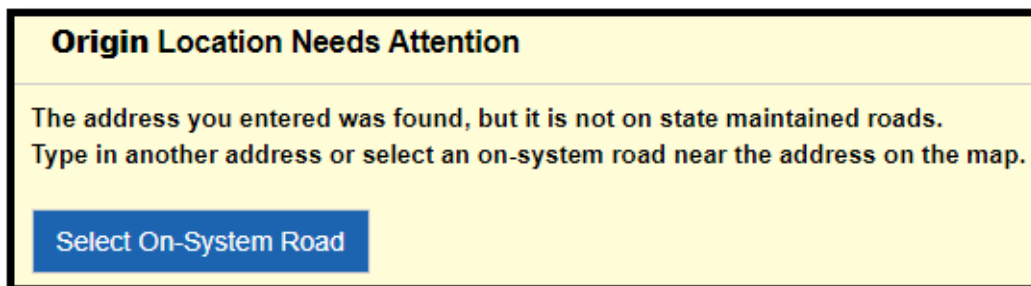 Origin Location Needs Attention
The address you entered was found, but it is not on state maintained roads.
Type in another address or select an on-system road near the address on the map.
Select On-System Road